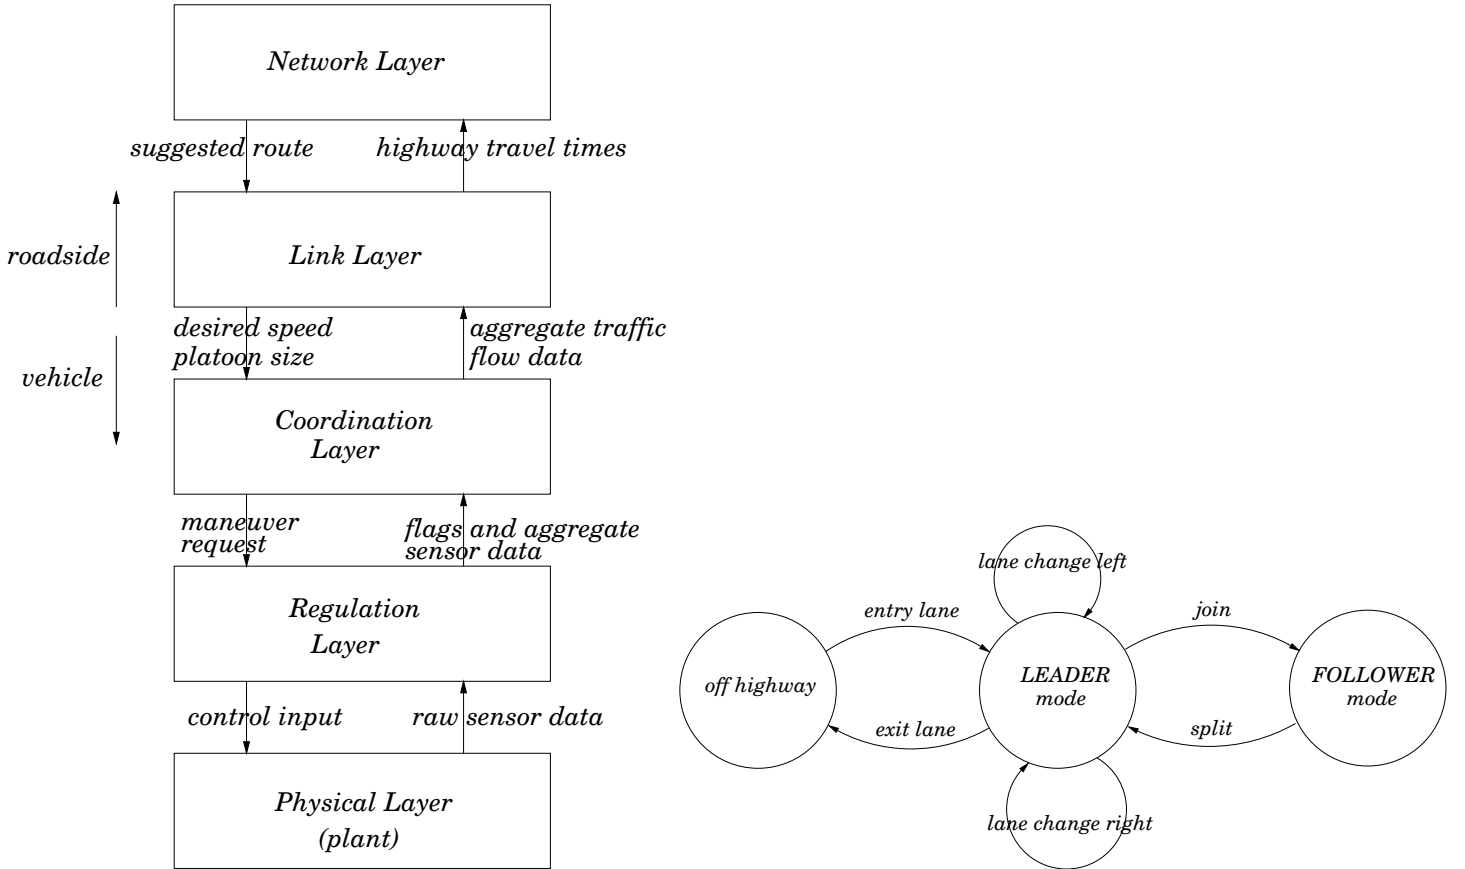 Network Layer
suggested route
highway travel times
roadside
Link Layer
desired speed
platoon size
aggregate traffic
flow data
vehicle
Coordination
Layer
maneuver
request
flags and aggregate
sensor data
Regulation
Layer
control input
raw sensor data
Physical Layer
(plant)
lane change left
entry lane
join
off highway
LEADER
mode
FOLLOWER
mode
exit lane
split
lane change right